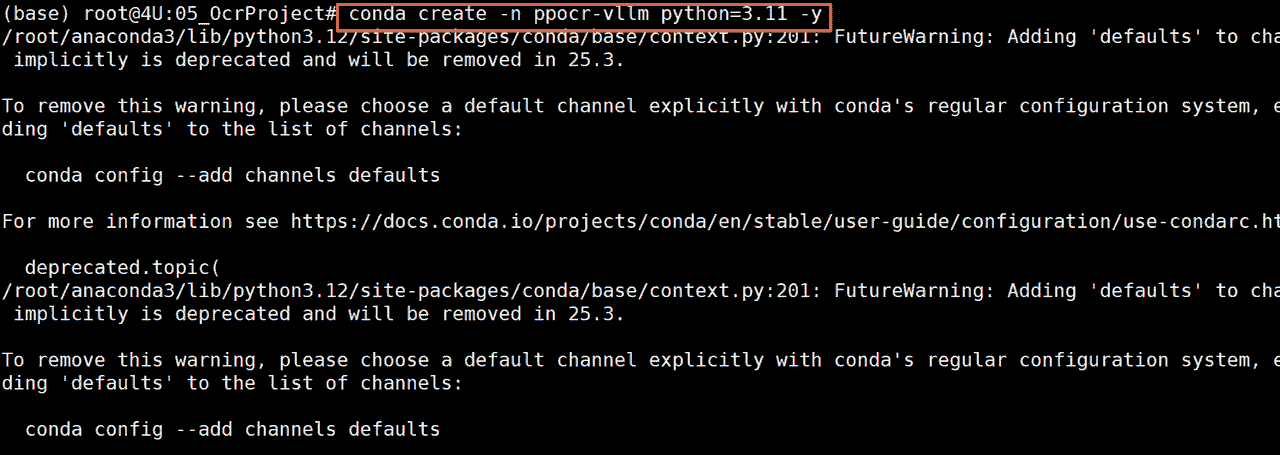 (base) root@4U:05_OcrProject# conda create -n ppocr-vllm python=3.11 -y
/root/anaconda3/lib/python3.12/site-packages/conda/base/context.py:201: FutureWarning: Adding 'defaults' to cha
implicitly is deprecated and will be removed in 25.3.
To remove this warning, please choose a default channel explicitly with conda's regular configuration system, e
ding 'defaults' to the list of channels:
conda config --add channels defaults
For more information see https://docs.conda.io/projects/conda/en/stable/user-guide/configuration/use-condarc.ht
deprecated.topic(
/root/anaconda3/lib/python3.12/site-packages/conda/base/context.py:201: FutureWarning: Adding 'defaults' to cha
implicitly is deprecated and will be removed in 25.3.
To remove this warning, please choose a default channel explicitly with conda's regular configuration system, e
ding 'defaults' to the list of channels:
conda config --add channels defaults